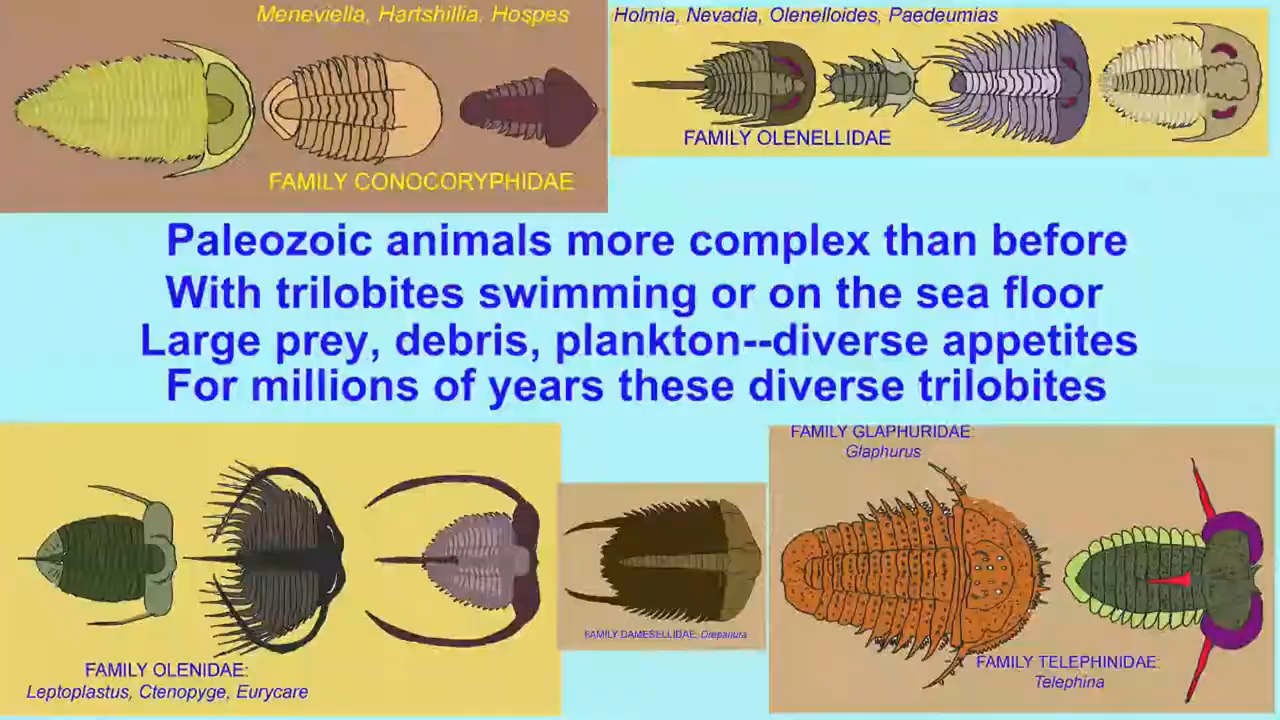 Meneviella, Hartshillia, Hospes
Holmia, Nevadia, Olenelloides, Paedeumias
FAMILY OLENELLIDAE
FAMILY CONOCORYPHIDAE
Paleozoic animals more complex than before
With trilobites swimming or on the sea floor
Large prey, debris, plankton--diverse appetites
For millions of years these diverse trilobites
FAMILY GLAPHURIDAE:
Glaphurus
FAMILY DAMESELLIDAE: Drepanura
FAMILY OLENIDAE:
Leptoplastus, Ctenopyge, Eurycare
FAMILY TELEPHINIDAE:
Telephina